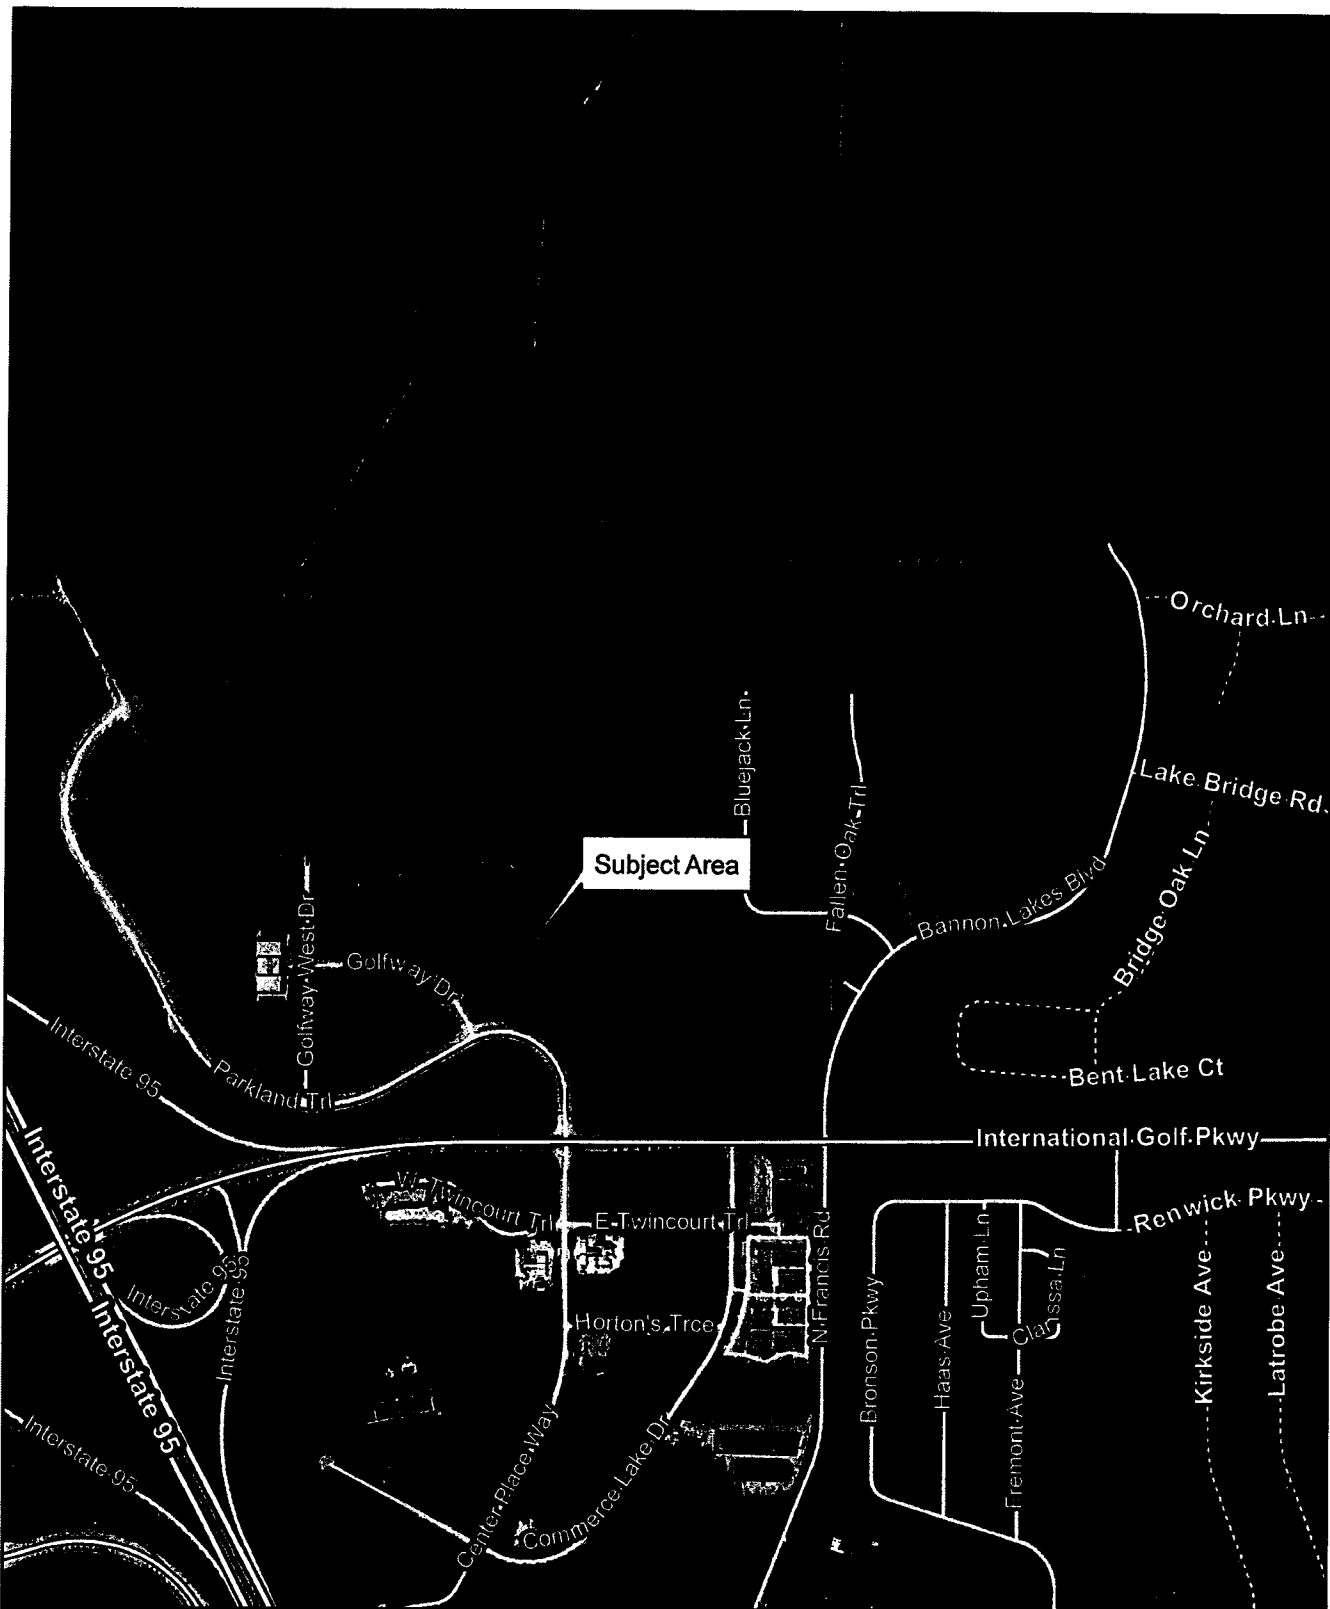 Orchard Ln
Bluejack Ln
Lake Bridge Rd
Fallen Oak Trl
Subject Area
Bridge Oak Ln
Bannon Lakes Blvd
Golfway West Dr
Golfway Dr
Interstate 95
Parkland Trl
Bent Lake Ct
International Golf Pkwy
Interstate 95
W Twincourt Trl
E Twincourt Trl
N Francis Rd
Renwick Pkwy
Upham Ln
Clarissa Ln
Kirkside Ave
Latrobe Ave
Interstate 95
Interstate 95
Horton's Trce
Bronson Pkwy
Haas Ave
Interstate 95
Fremont Ave
Interstate 95
Center Place Way
Commerce Lake Dr